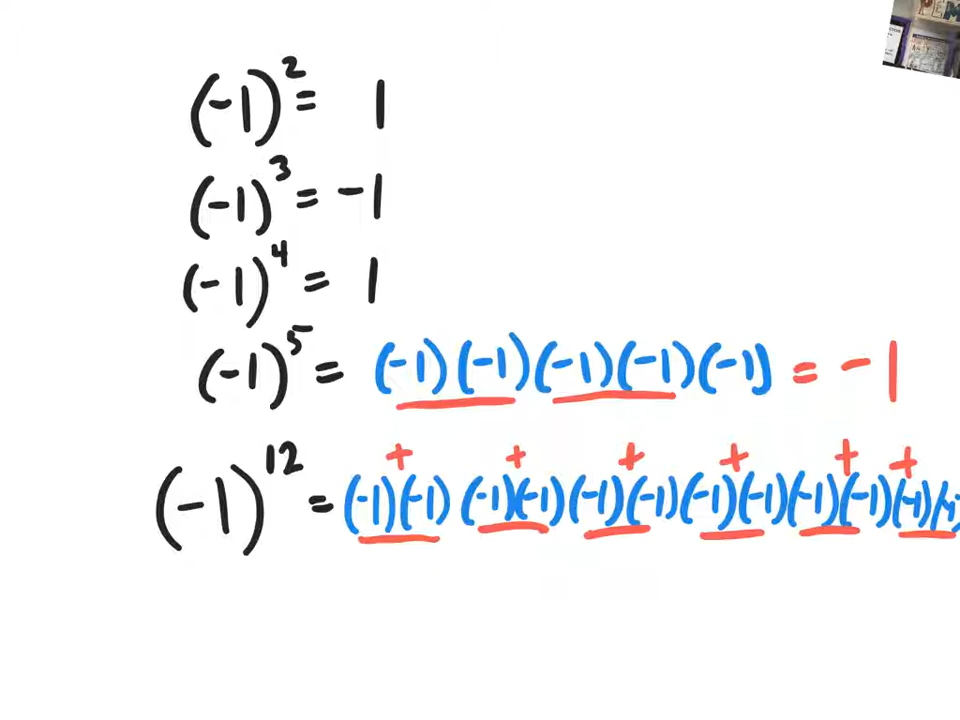 (-1)² = 1
(-1)³ = -1
(-1)⁴ = 1
(-1)⁵ = (-1)(-1)(-1)(-1)(-1) = -1
+ + + + + +
(-1)¹² = (-1)(-1)(-1)(-1)(-1)(-1)(-1)(-1)(-1)(-1)(-1)(-1)